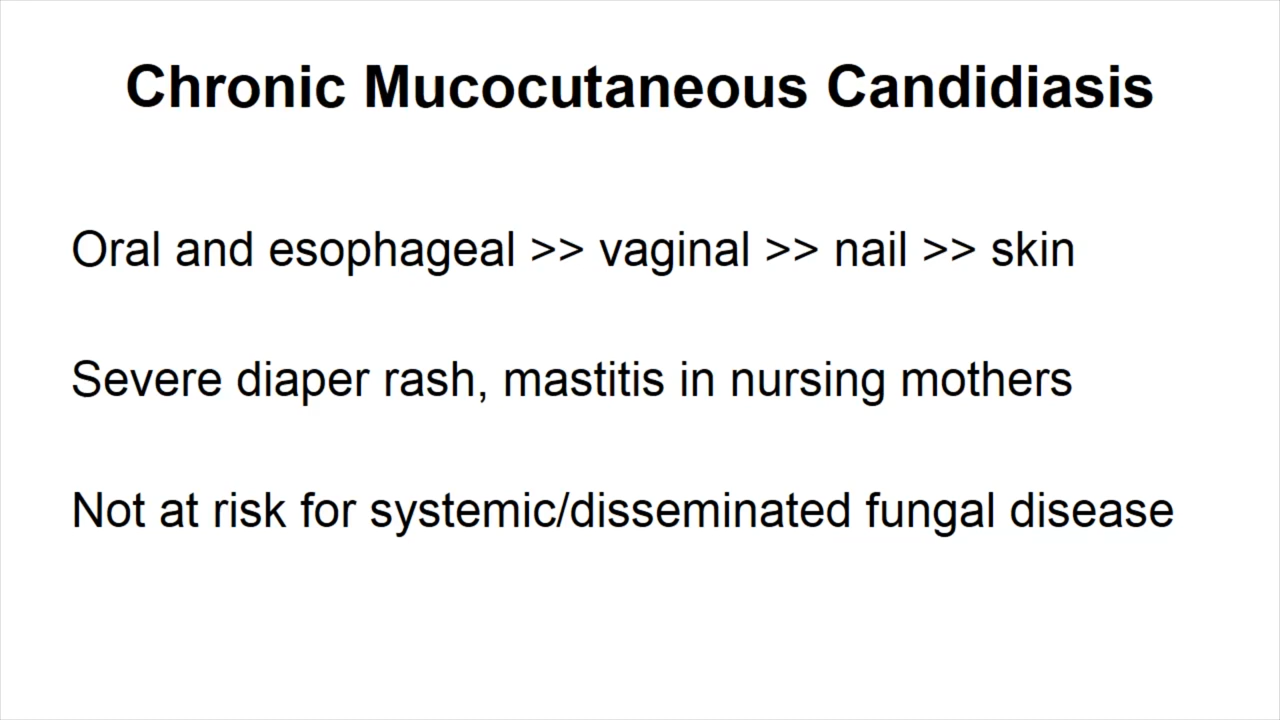 Chronic Mucocutaneous Candidiasis
Oral and esophageal >> vaginal >> nail >> skin
Severe diaper rash, mastitis in nursing mothers
Not at risk for systemic/disseminated fungal disease